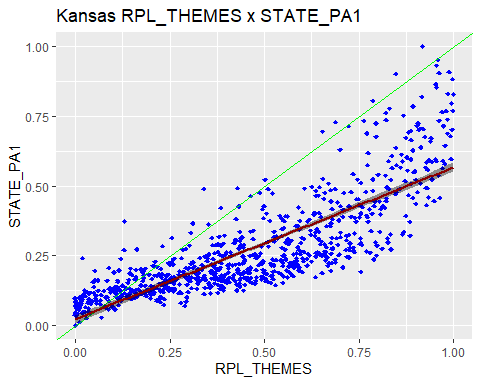 Kansas RPL_THEMES x STATE_PA1
STATE_PA1
1.00
0.75
0.50
0.25
0.00
0.00 0.25 0.50 0.75 1.00
RPL_THEMES